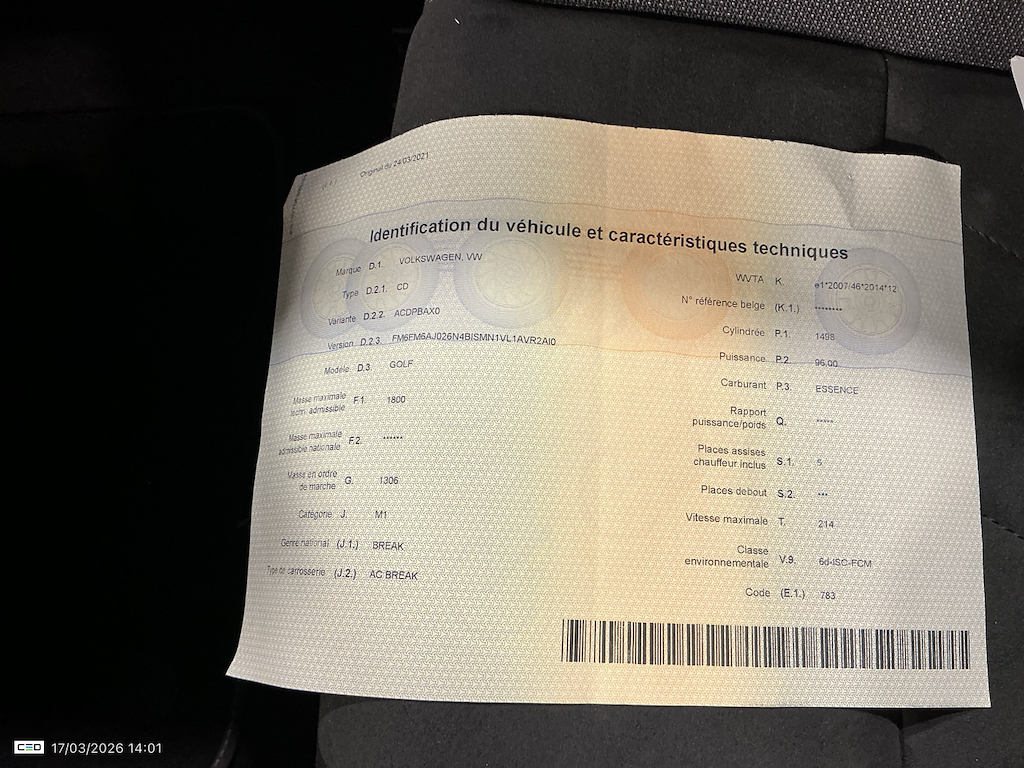 Original du 24/03/2021
Identification du véhicule et caractéristiques techniques
Marque D.1. VOLKSWAGEN, VW
Type D.2.1. CD
Variante D.2.2. ACDPBAX0
Version D.2.3. FM6FM6AJ026N4BISMN1VL1AVR2AI0
Modèle D.3. GOLF
Masse maximale
techn. admissible F.1. 1800
Masse maximale
admissible nationale F.2. ******
Masse en ordre
de marche G. 1306
Catégorie J. M1
Genre national (J.1.) BREAK
Type de carrosserie (J.2.) AC BREAK
WVTA K. e1*2007/46*2014*12
N° référence belge (K.1.) ********
Cylindrée P.1. 1498
Puissance P.2. 96.00
Carburant P.3. ESSENCE
Rapport
puissance/poids Q. *****
Places assises
chauffeur inclus S.1. 5
Places debout S.2. ***
Vitesse maximale T. 214
Classe
environnementale V.9. 6d-ISC-FCM
Code (E.1.) 783
CEO 17/03/2026 14:01